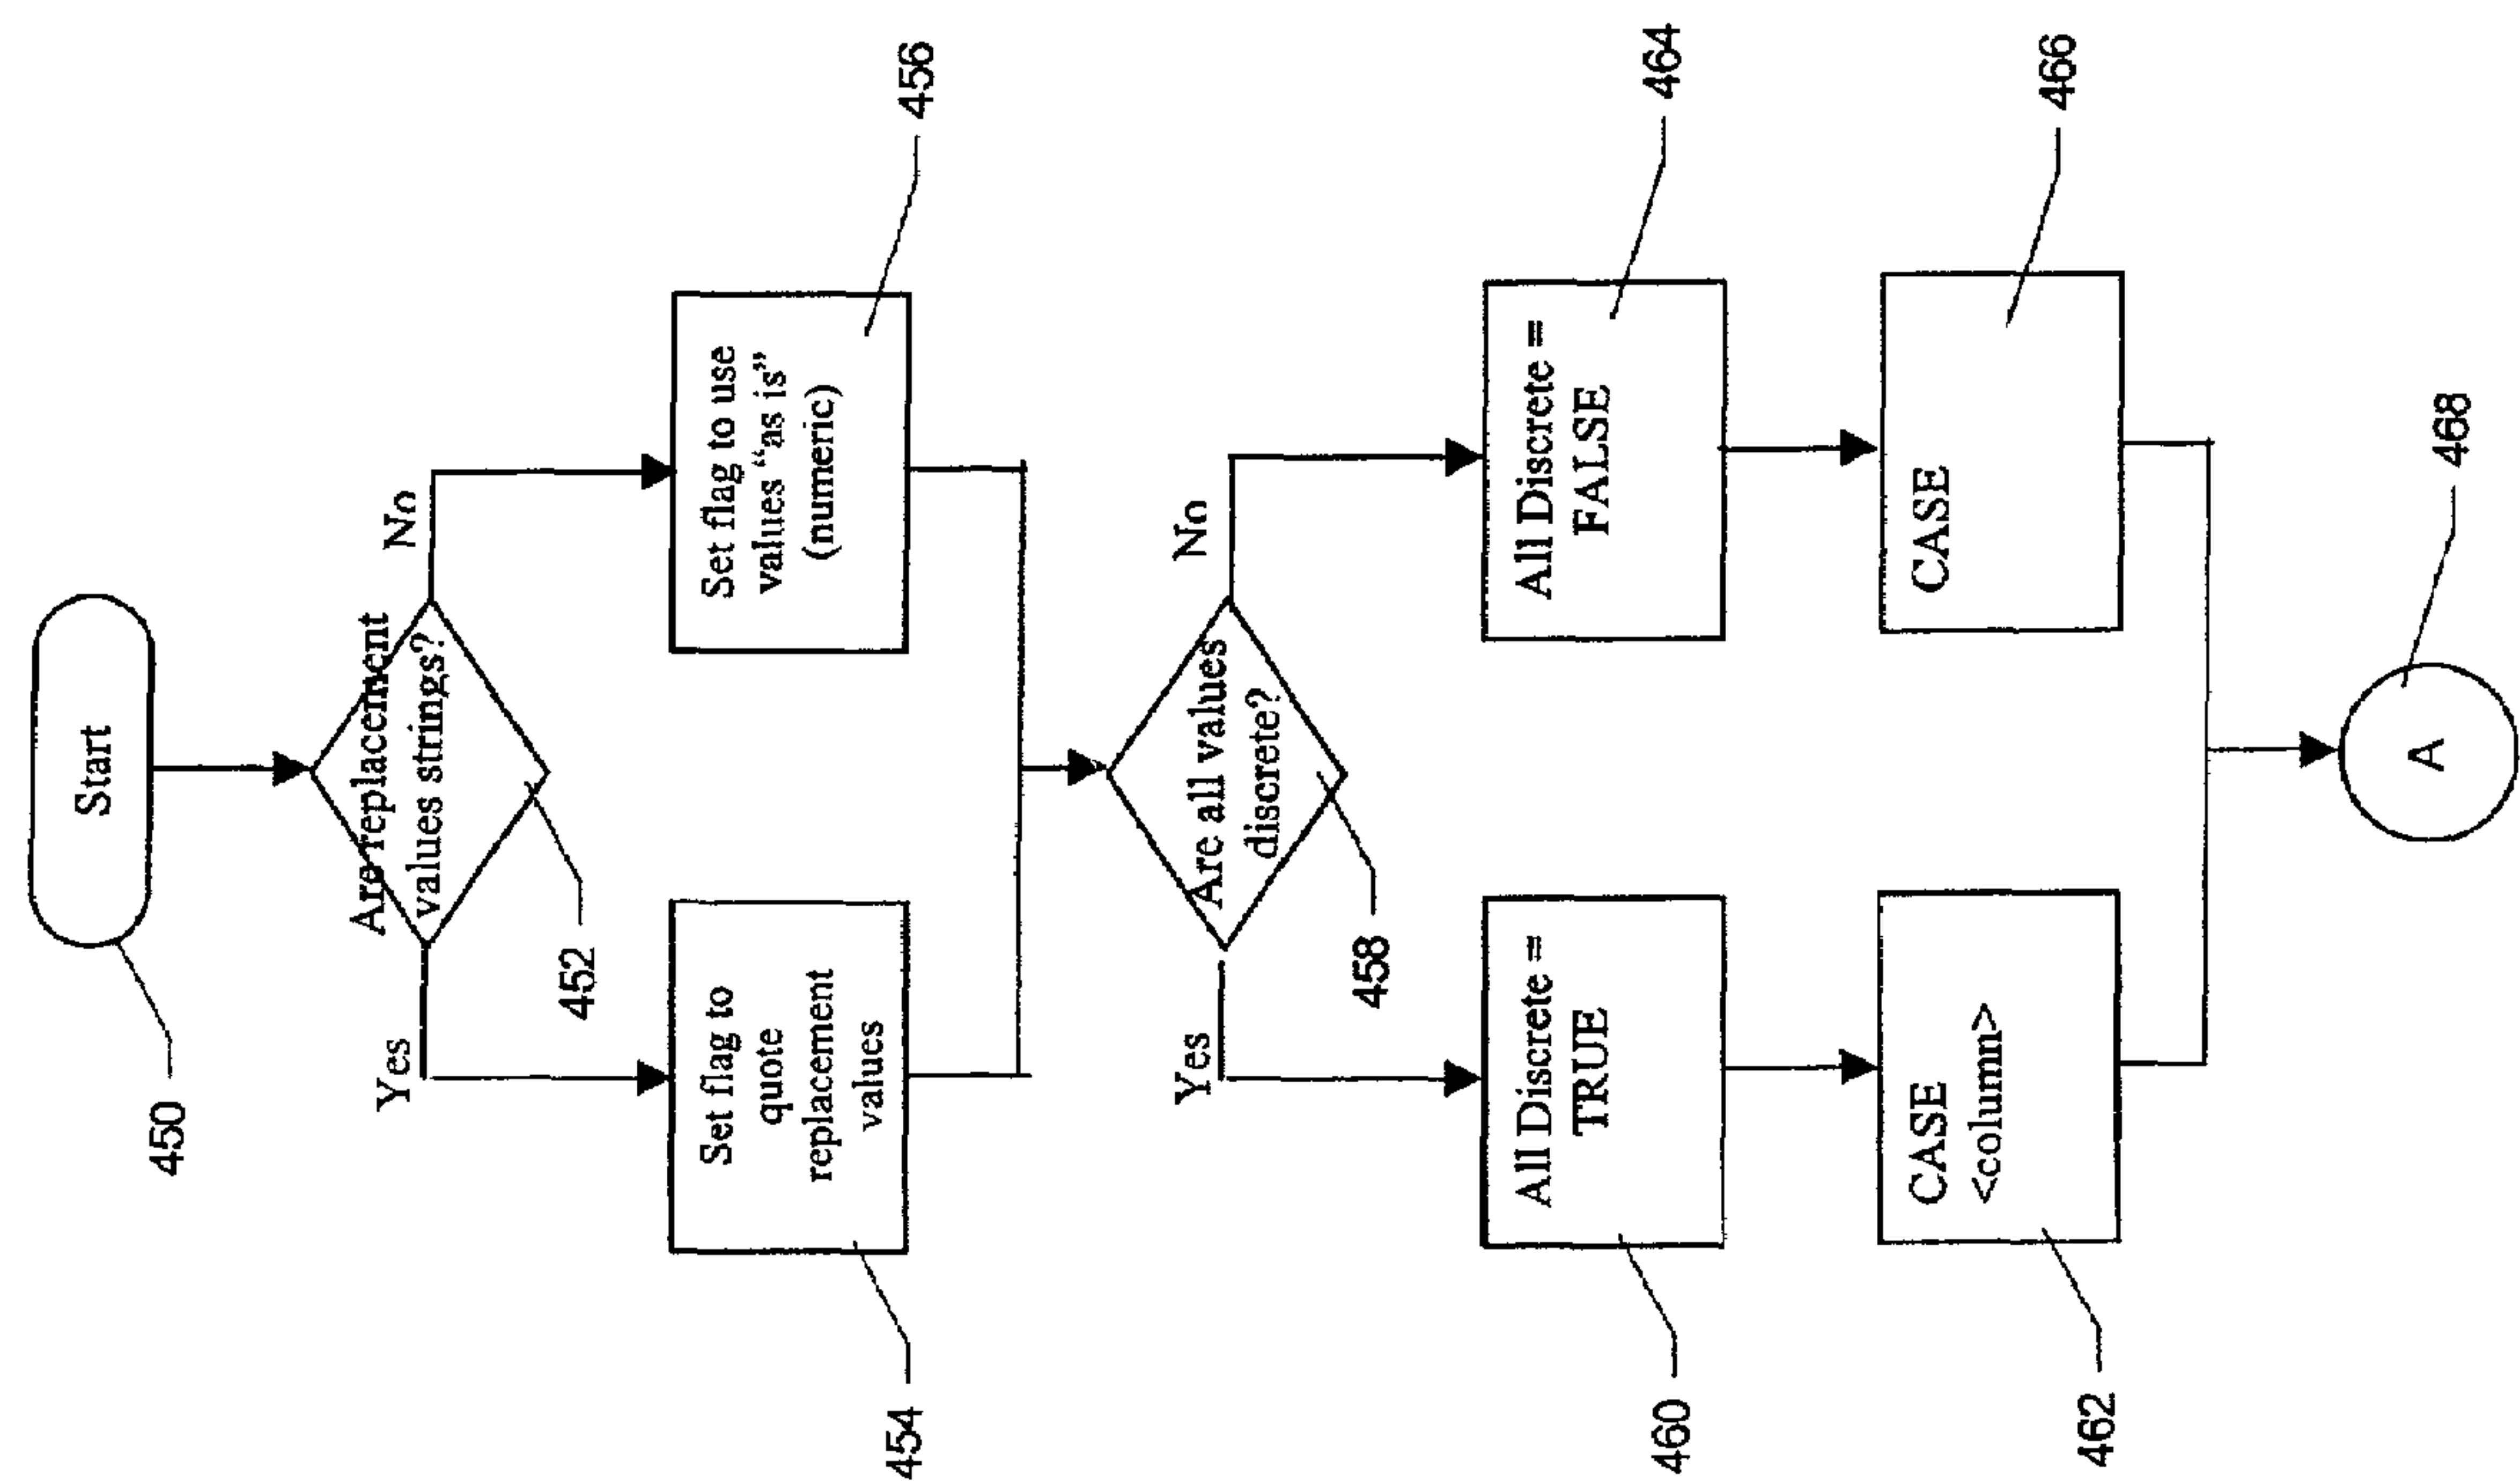 Start
450
Are replacement
values strings?
Yes
No
452
Set flag to
quote
replacement
values
454
Set flag to use
values "as is"
(numeric)
456
Are all values
discrete?
Yes
No
458
All Discrete =
TRUE
460
All Discrete =
FALSE
464
CASE
<column>
462
CASE
466
A
468